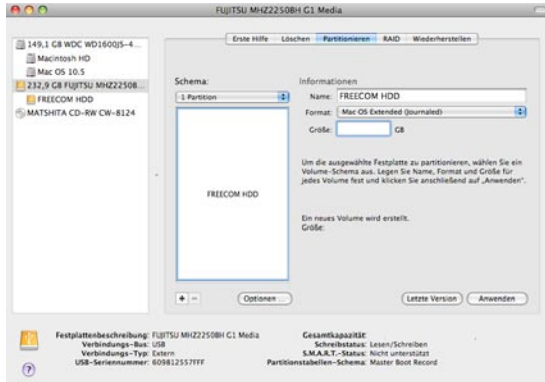 FUJITSU MHZ2250BH G1 Media
149,1 GB WDC WD1600JS-4...
Macintosh HD
Mac OS 10.5
232,9 GB FUJITSU MHZ2250B...
FREECOM HDD
MATSHITA CD-RW CW-8124
Erste Hilfe Löschen Partitionieren RAID Wiederherstellen
Schema:
1 Partition
FREECOM HDD
+ - Optionen ...
Informationen
Name: FREECOM HDD
Format: Mac OS Extended (Journaled)
Größe: GB
Um die ausgewählte Festplatte zu partitionieren, wählen Sie ein
Volume-Schema aus. Legen Sie Name, Format und Größe für
jedes Volume fest und klicken Sie anschließend auf „Anwenden“.
Ein neues Volume wird erstellt.
Größe:
Letzte Version Anwenden
Festplattenbeschreibung: FUJITSU MHZ2250BH G1 Media
Verbindungs-Bus: USB
Verbindungs-Typ: Extern
USB-Seriennummer: 609812557FFF
Gesamtkapazität
Schreibstatus: Lesen/Schreiben
S.M.A.R.T.-Status: Nicht unterstützt
Partitionstabellen-Schema: Master Boot Record
?